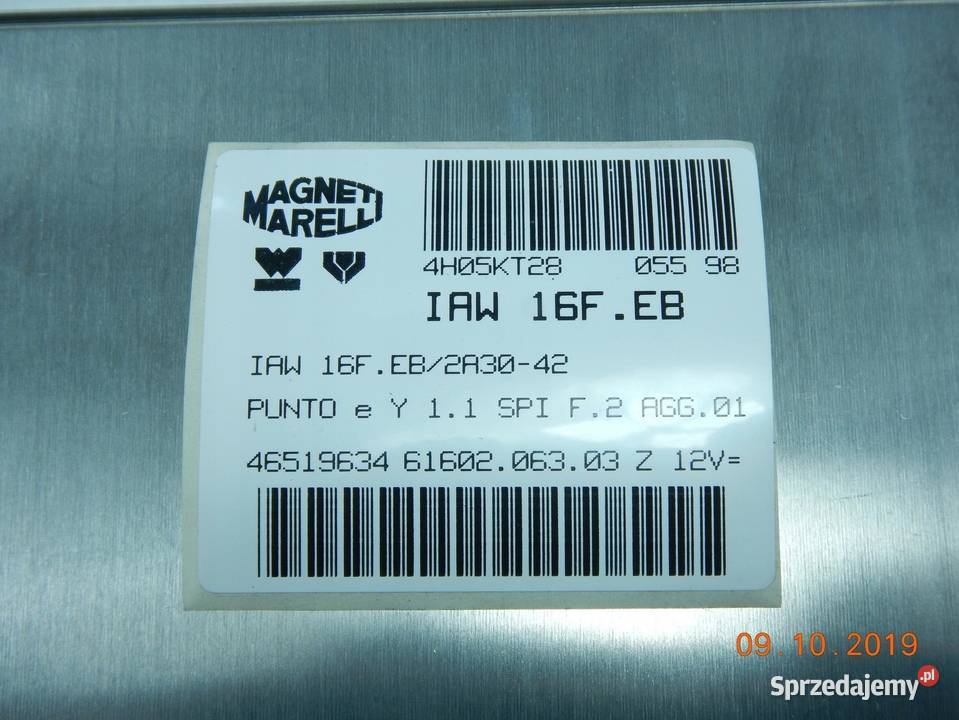 MAGNETI
MARELLI
4H05KT28 055 98
IAW 16F.EB
IAW 16F.EB/2A30-42
PUNTO e Y 1.1 SPI F.2 AGG.01
46519634 61602.063.03 Z 12V=
09.10.2019
Sprzedajemy.pl